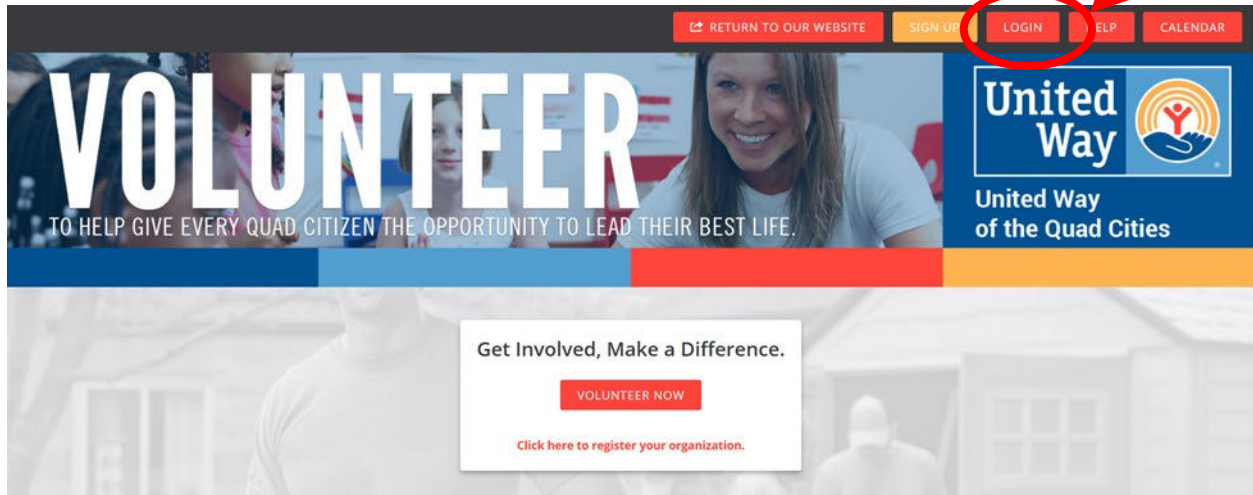 RETURN TO OUR WEBSITE
SIGN UP
LOGIN
HELP
CALENDAR
VOLUNTEER
TO HELP GIVE EVERY QUAD CITIZEN THE OPPORTUNITY TO LEAD THEIR BEST LIFE.
United
Way
United Way
of the Quad Cities
Get Involved, Make a Difference.
VOLUNTEER NOW
Click here to register your organization.